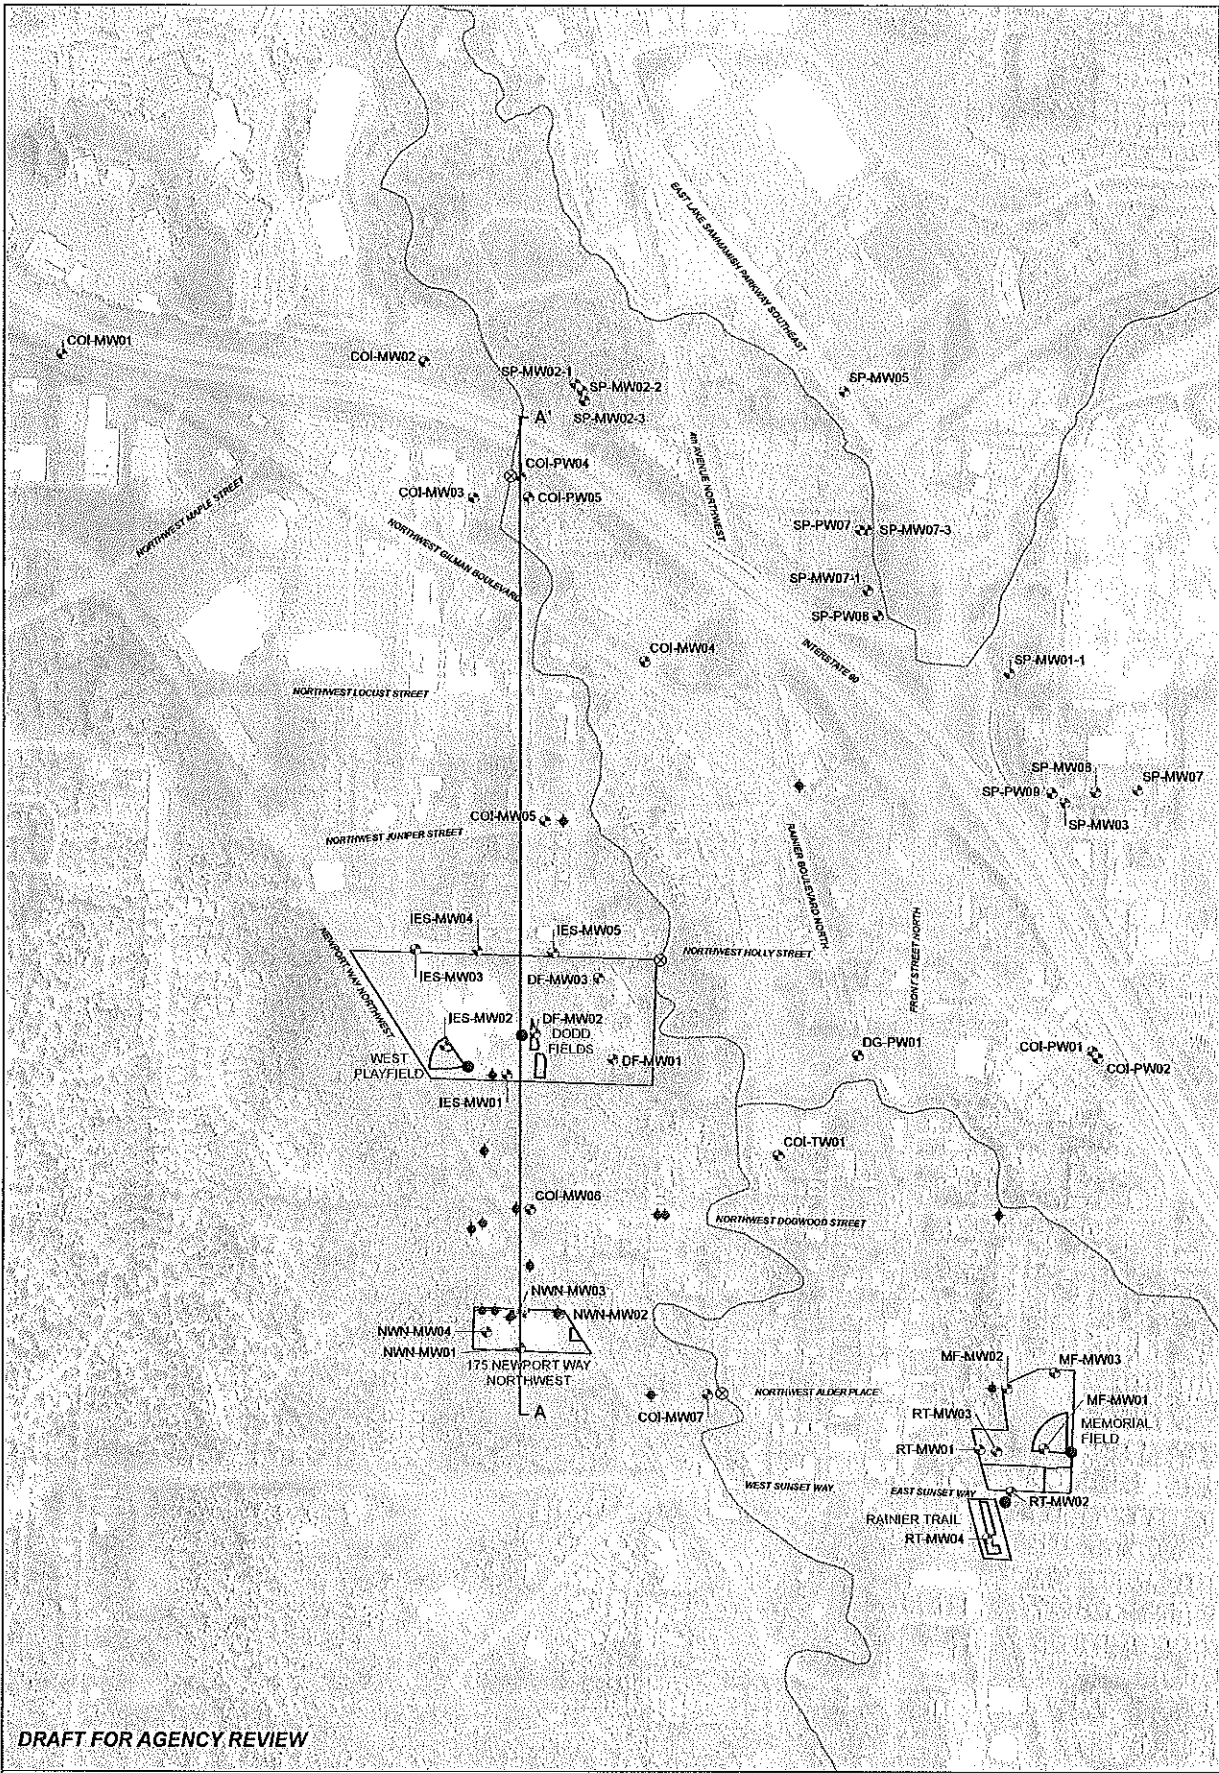 EAST LAKE SAMMAMISH PARKWAY SOUTHEAST
COI-MW01
COI-MW02
SP-MW02-1
SP-MW02-2
SP-MW02-3
SP-MW05
A'
4th AVENUE NORTHWEST
COI-PW04
COI-MW03
COI-PW05
NORTHWEST MAPLE STREET
NORTHWEST GILMAN BOULEVARD
SP-PW07
SP-MW07-3
SP-MW07-1
SP-PW08
COI-MW04
INTERSTATE 90
SP-MW01-1
NORTHWEST LOCUST STREET
SP-MW08
SP-MW07
SP-PW09
SP-MW03
COI-MW05
NORTHWEST JUNIPER STREET
RAINIER BOULEVARD NORTH
IES-MW04
IES-MW05
NEWPORT WAY NORTHWEST
NORTHWEST HOLLY STREET
FRONT STREET NORTH
IES-MW03
DF-MW03
IES-MW02
DF-MW02
DODD
FIELDS
WEST
PLAYFIELD
DF-MW01
DG-PW01
COI-PW01
COI-PW02
IES-MW01
COI-TW01
COI-MW06
NORTHWEST DOGWOOD STREET
NWN-MW03
NWN-MW02
NWN-MW04
NWN-MW01
175 NEWPORT WAY
NORTHWEST
MF-MW02
MF-MW03
NORTHWEST ALDER PLACE
A
COI-MW07
MF-MW01
RT-MW03
MEMORIAL
FIELD
RT-MW01
WEST SUNSET WAY
EAST SUNSET WAY
RT-MW02
RAINIER TRAIL
RT-MW04
DRAFT FOR AGENCY REVIEW